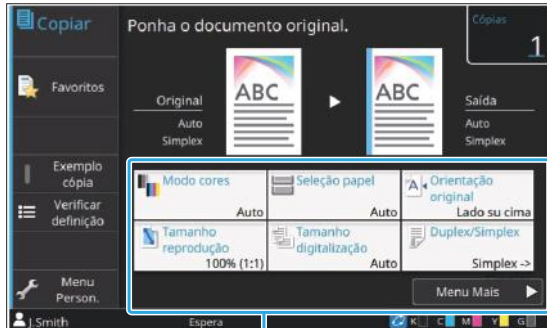 Copiar
Ponha o documento original.
Cópias
1
Favoritos
Original
Auto
Simplex
ABC
ABC
Saída
Auto
Simplex
Exemplo
cópia
Verificar
definição
Menu
Person.
Modo cores
Auto
Seleção papel
Auto
Orientação
original
Lado su cima
Tamanho
reprodução
100% (1:1)
Tamanho
digitalização
Auto
Duplex/Simplex
Simplex ->
Menu Mais
J.Smith
Espera
K C M Y G